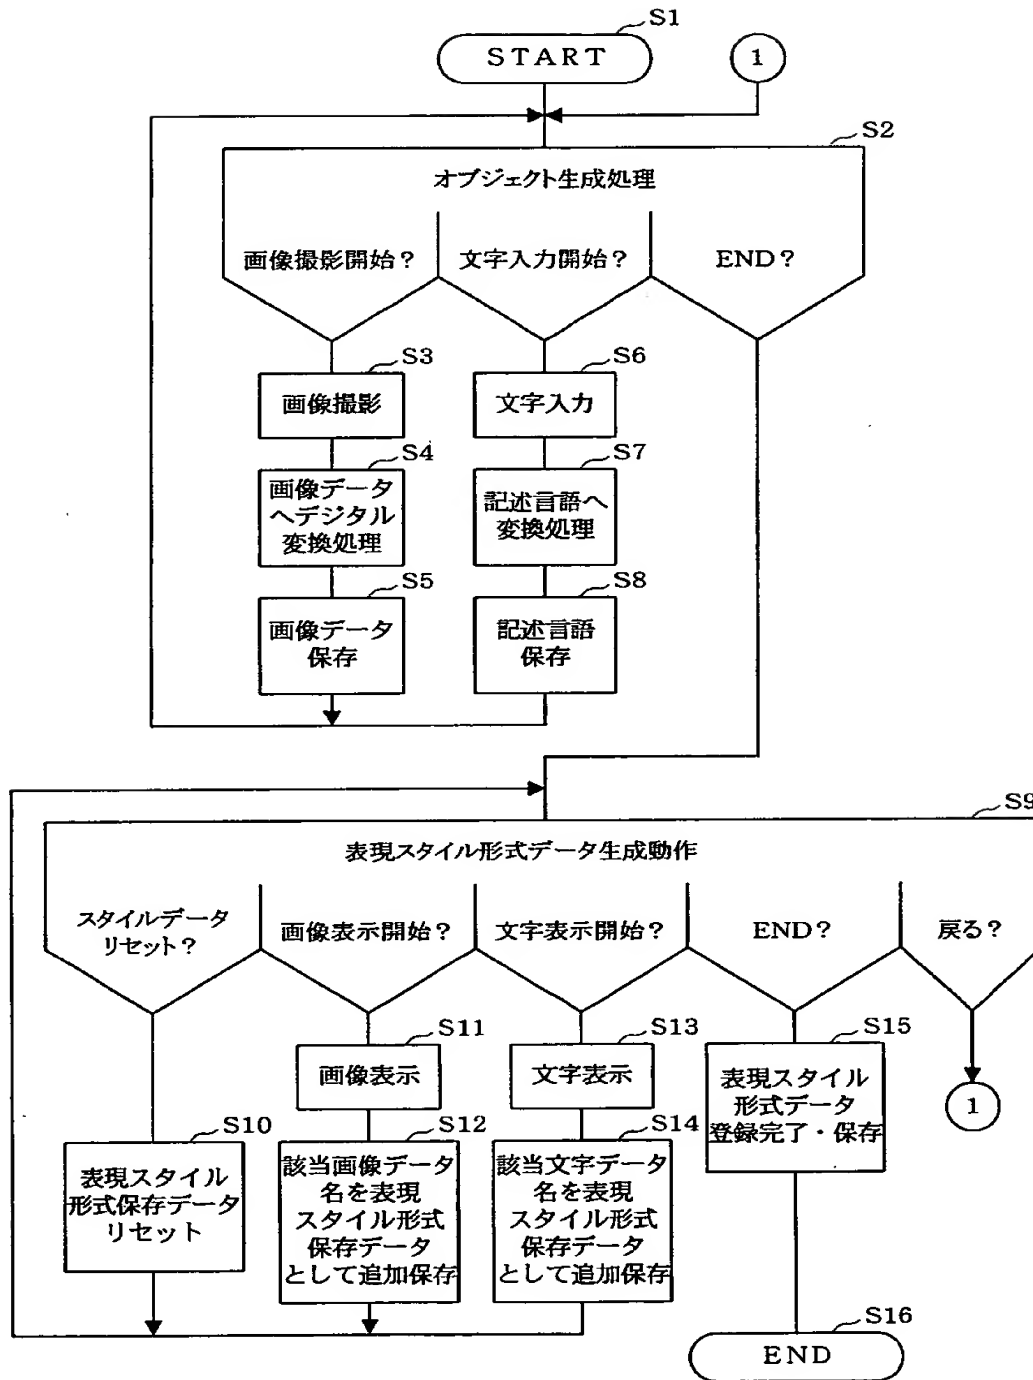 S1
START
1
S2
オブジェクト生成処理
画像撮影開始？
文字入力開始？
END？
S3
画像撮影
S6
文字入力
S4
画像データ
へデジタル
変換処理
S7
記述言語へ
変換処理
S5
画像データ
保存
S8
記述言語
保存
S9
表現スタイル形式データ生成動作
スタイルデータ
リセット？
画像表示開始？
文字表示開始？
END？
戻る？
S11
画像表示
S13
文字表示
S15
表現スタイル
形式データ
登録完了・保存
1
S10
表現スタイル
形式保存データ
リセット
S12
該当画像データ
名を表現
スタイル形式
保存データ
として追加保存
S14
該当文字データ
名を表現
スタイル形式
保存データ
として追加保存
S16
END